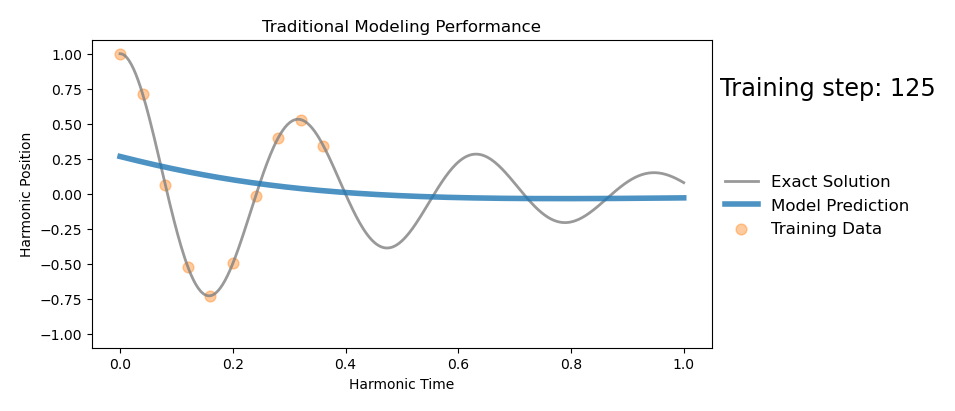 Traditional Modeling Performance
Training step: 125
Harmonic Position
1.00
0.75
0.50
0.25
0.00
−0.25
−0.50
−0.75
−1.00
Exact Solution
Model Prediction
Training Data
0.0 0.2 0.4 0.6 0.8 1.0
Harmonic Time